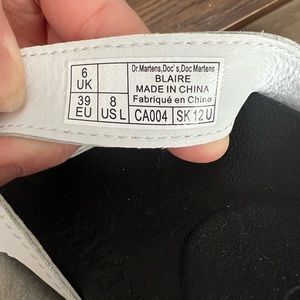 6 UK
39 EU
8 US L
Dr.Martens,Doc's,Doc Martens
BLAIRE
MADE IN CHINA
Fabriqué en Chine
CA004
SK 12 U